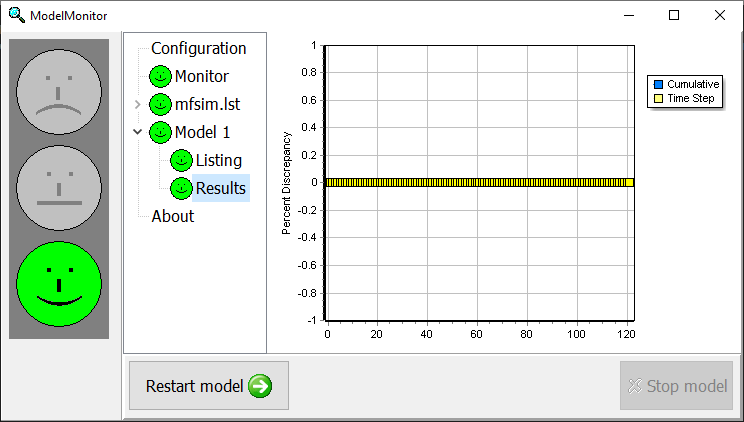 ModelMonitor
Configuration
Monitor
mfsim.lst
Model 1
Listing
Results
About
Percent Discrepancy
1
0.8
0.6
0.4
0.2
0
-0.2
-0.4
-0.6
-0.8
-1
0 20 40 60 80 100 120
Cumulative
Time Step
Restart model
Stop model